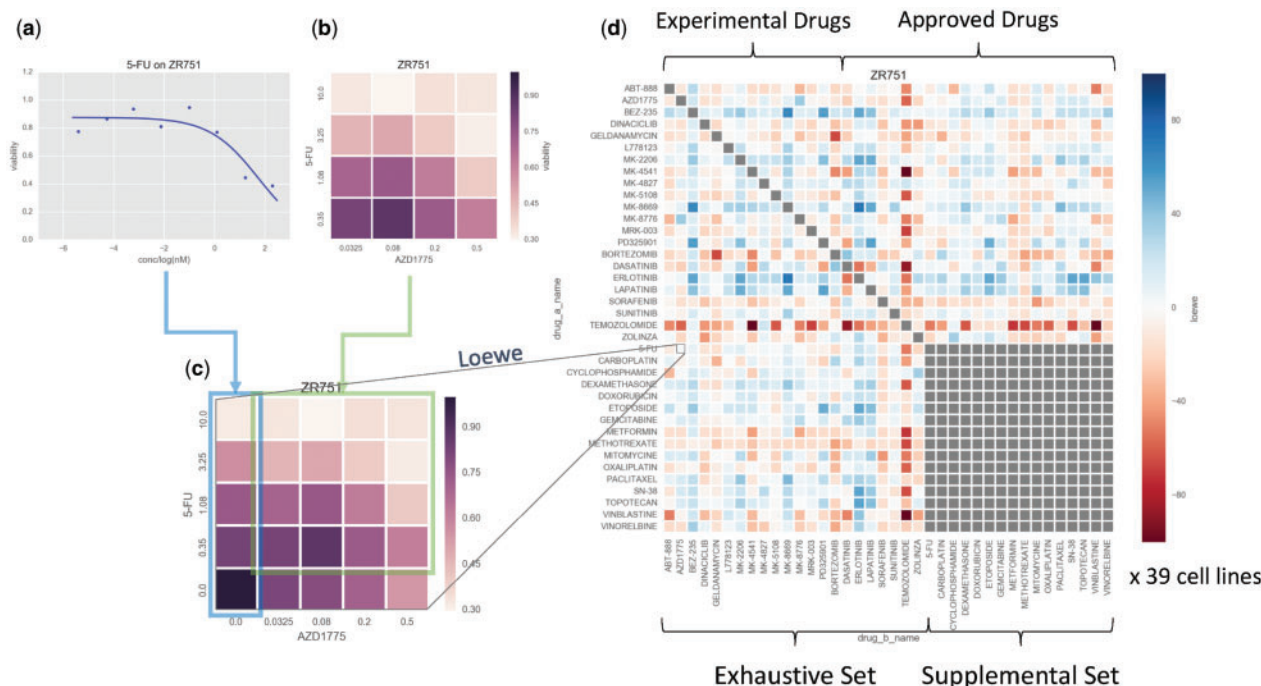 (a)
5-FU on ZR751
1.2
1.0
0.8
0.6
0.4
0.2
0.0
viability
−6
−4
−2
0
2
conc/log(nM)
(b)
ZR751
10.0
3.25
1.08
0.35
5-FU
0.0325
0.08
0.2
0.5
AZD1775
0.90
0.75
0.60
0.45
0.30
viability
(c)
ZR751
10.0
3.25
1.08
0.35
0.0
5-FU
0.0
0.0325
0.08
0.2
0.5
AZD1775
0.90
0.75
0.60
0.45
0.30
viability
Loewe
(d)
Experimental Drugs
Approved Drugs
ZR751
drug_a_name
ABT-888
AZD1775
BEZ-235
DINACICLIB
GELDANAMYCIN
L778123
MK-2206
MK-4541
MK-4827
MK-5108
MK-8669
MK-8776
MRK-003
PD325901
BORTEZOMIB
DASATINIB
ERLOTINIB
LAPATINIB
SORAFENIB
SUNITINIB
TEMOZOLOMIDE
ZOLINZA
5-FU
CARBOPLATIN
CYCLOPHOSPHAMIDE
DEXAMETHASONE
DOXORUBICIN
ETOPOSIDE
GEMCITABINE
METFORMIN
METHOTREXATE
MITOMYCINE
OXALIPLATIN
PACLITAXEL
SN-38
TOPOTECAN
VINBLASTINE
VINORELBINE
ABT-888
AZD1775
BEZ-235
DINACICLIB
GELDANAMYCIN
L778123
MK-2206
MK-4541
MK-4827
MK-5108
MK-8669
MK-8776
MRK-003
PD325901
BORTEZOMIB
DASATINIB
ERLOTINIB
LAPATINIB
SORAFENIB
SUNITINIB
TEMOZOLOMIDE
ZOLINZA
5-FU
CARBOPLATIN
CYCLOPHOSPHAMIDE
DEXAMETHASONE
DOXORUBICIN
ETOPOSIDE
GEMCITABINE
METFORMIN
METHOTREXATE
MITOMYCINE
OXALIPLATIN
PACLITAXEL
SN-38
TOPOTECAN
VINBLASTINE
VINORELBINE
drug_b_name
80
40
0
−40
−80
loewe
x 39 cell lines
Exhaustive Set
Supplemental Set